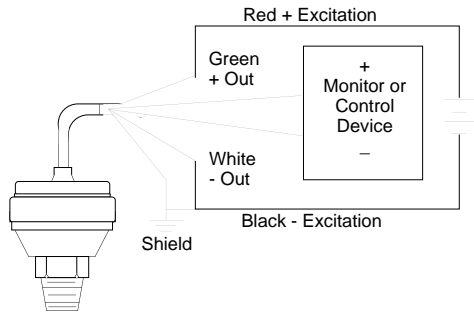 Red + Excitation
Green
+ Out
+
Monitor or
Control
Device
–
White
- Out
Black - Excitation
Shield